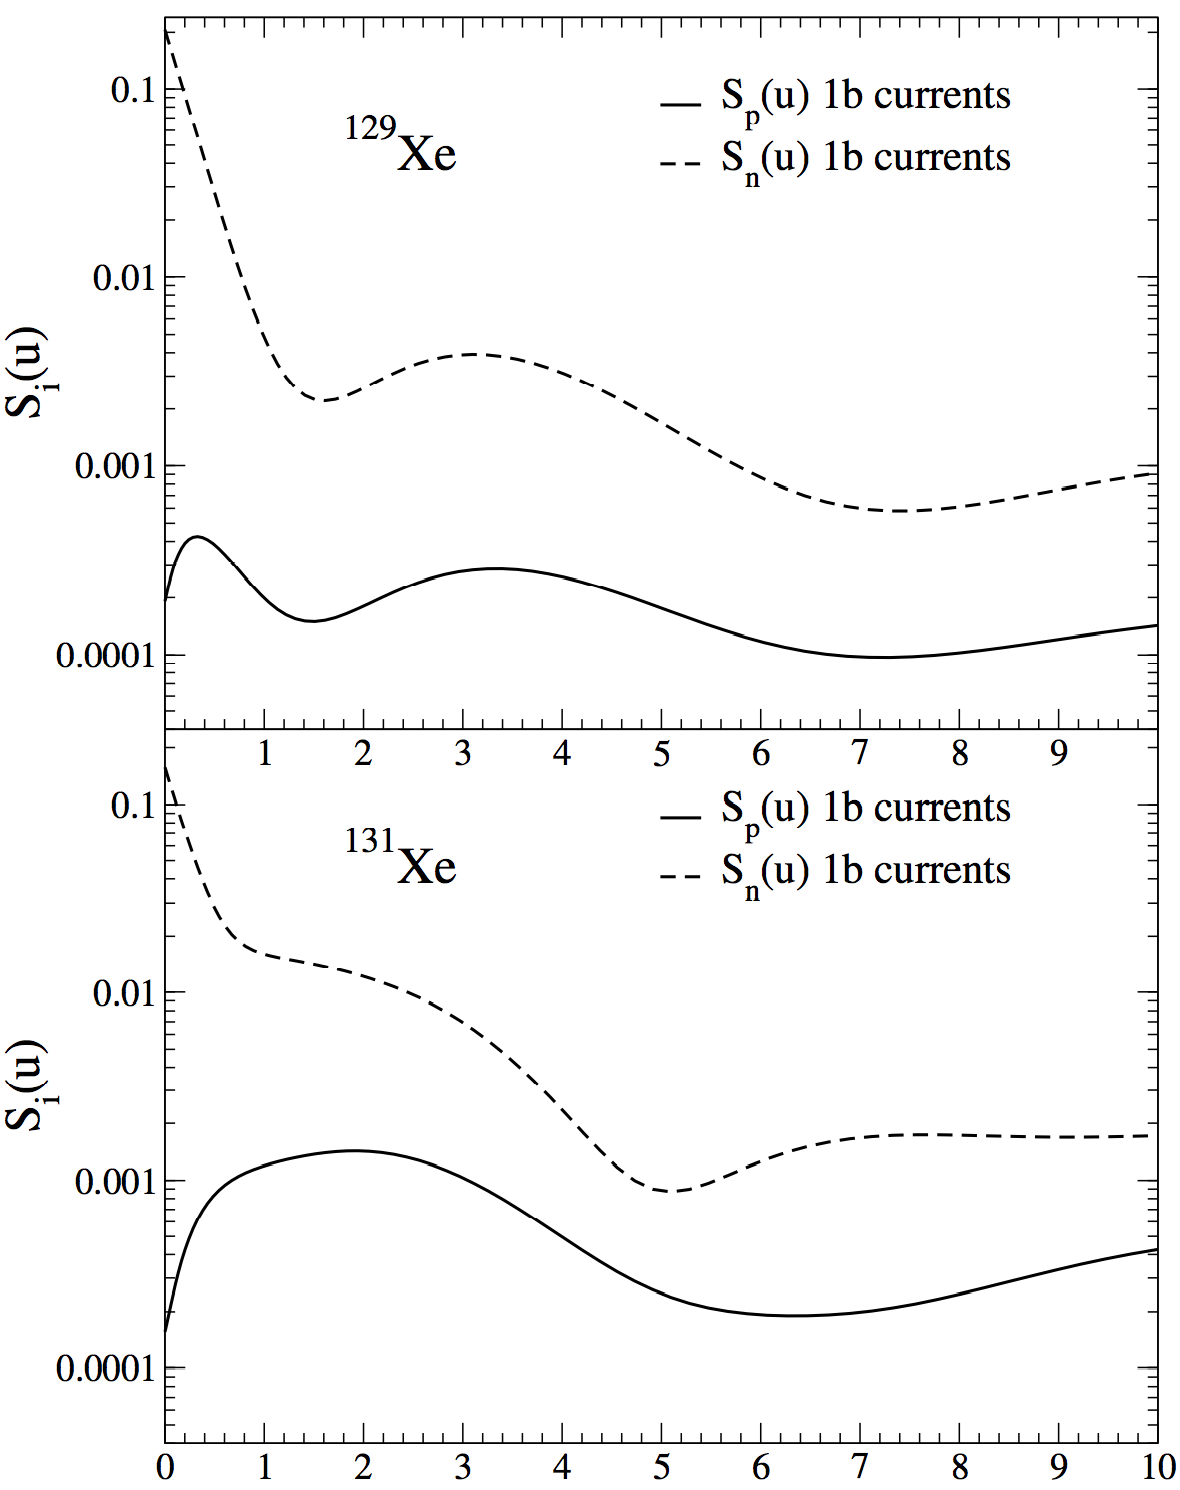 0.1
0.01
0.001
0.0001
S_i(u)
^129Xe
S_p(u) 1b currents
S_n(u) 1b currents
1 2 3 4 5 6 7 8 9
0.1
0.01
0.001
0.0001
S_i(u)
^131Xe
S_p(u) 1b currents
S_n(u) 1b currents
0 1 2 3 4 5 6 7 8 9 10